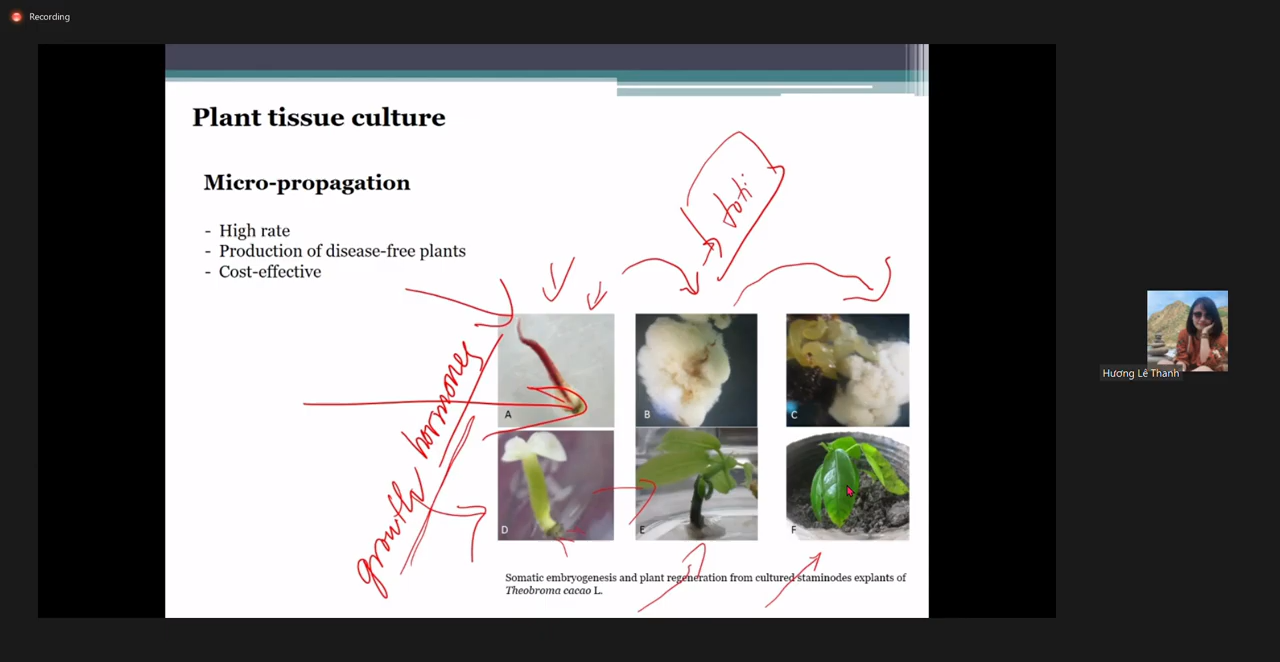 Recording
Plant tissue culture
Micro-propagation
- High rate
- Production of disease-free plants
- Cost-effective
toti
growth hormones
A
B
C
D
E
F
Somatic embryogenesis and plant regeneration from cultured staminodes explants of
Theobroma cacao L.
Hương Lê Thanh